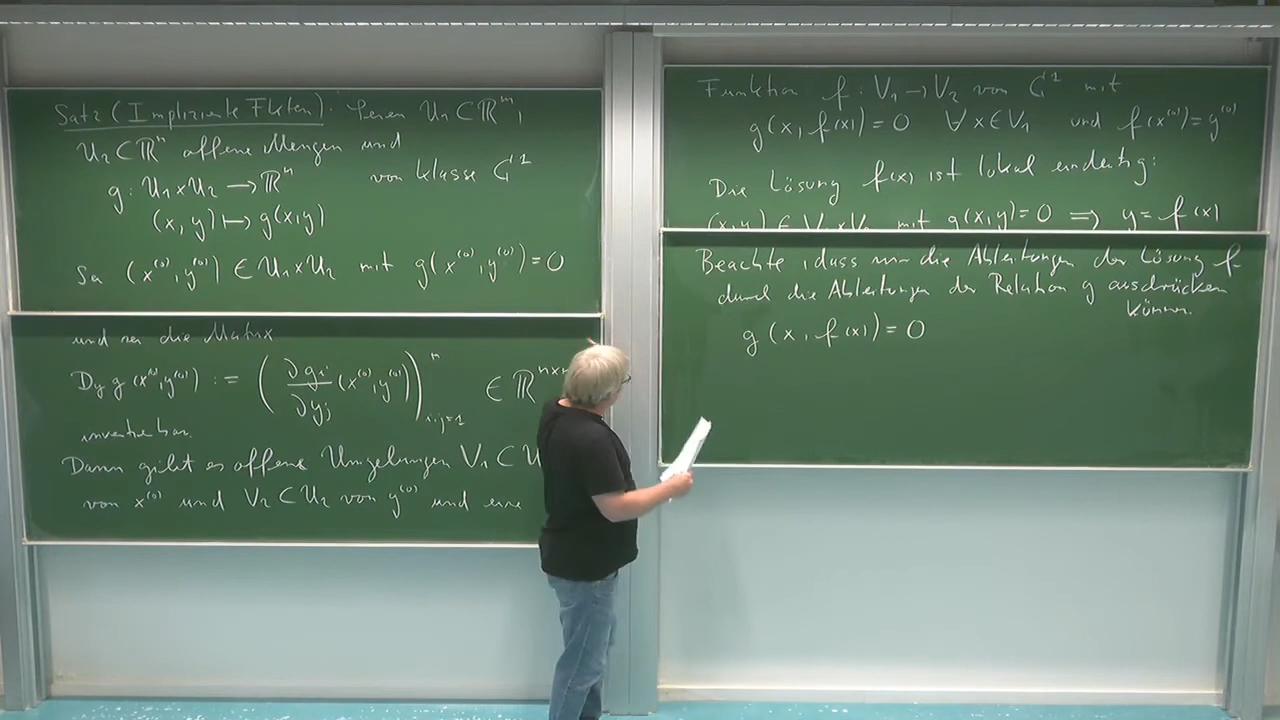 Satz (Implizierte Fkten). Seien U₁ ⊂ ℝᵐ,
U₂ ⊂ ℝⁿ offene Mengen und
g: U₁ × U₂ → ℝⁿ von Klasse C¹
(x, y) ↦ g(x,y)
Sei (x⁽⁰⁾, y⁽⁰⁾) ∈ U₁ × U₂ mit g(x⁽⁰⁾, y⁽⁰⁾) = 0
und sei die Matrix
Dy g (x⁽⁰⁾, y⁽⁰⁾) := ( ∂gᵢ/∂yⱼ (x⁽⁰⁾, y⁽⁰⁾) )ⁿ i,j=1 ∈ ℝⁿˣⁿ
invertierbar.
Dann gibt es offene Umgebungen V₁ ⊂ U
von x⁽⁰⁾ und V₂ ⊂ U₂ von y⁽⁰⁾ und eine
Funktion f: V₁ → V₂ von C¹ mit
g(x, f(x)) = 0 ∀ x ∈ V₁ und f(x⁽⁰⁾) = y⁽⁰⁾
Die Lösung f(x) ist lokal eindeutig:
(x,y) ∈ V₁ × V₂ mit g(x,y) = 0 ⟹ y = f(x)
Beachte, dass wir die Ableitungen der Lösung f
durch die Ableitungen der Relation g ausdrücken
können.
g (x, f(x)) = 0